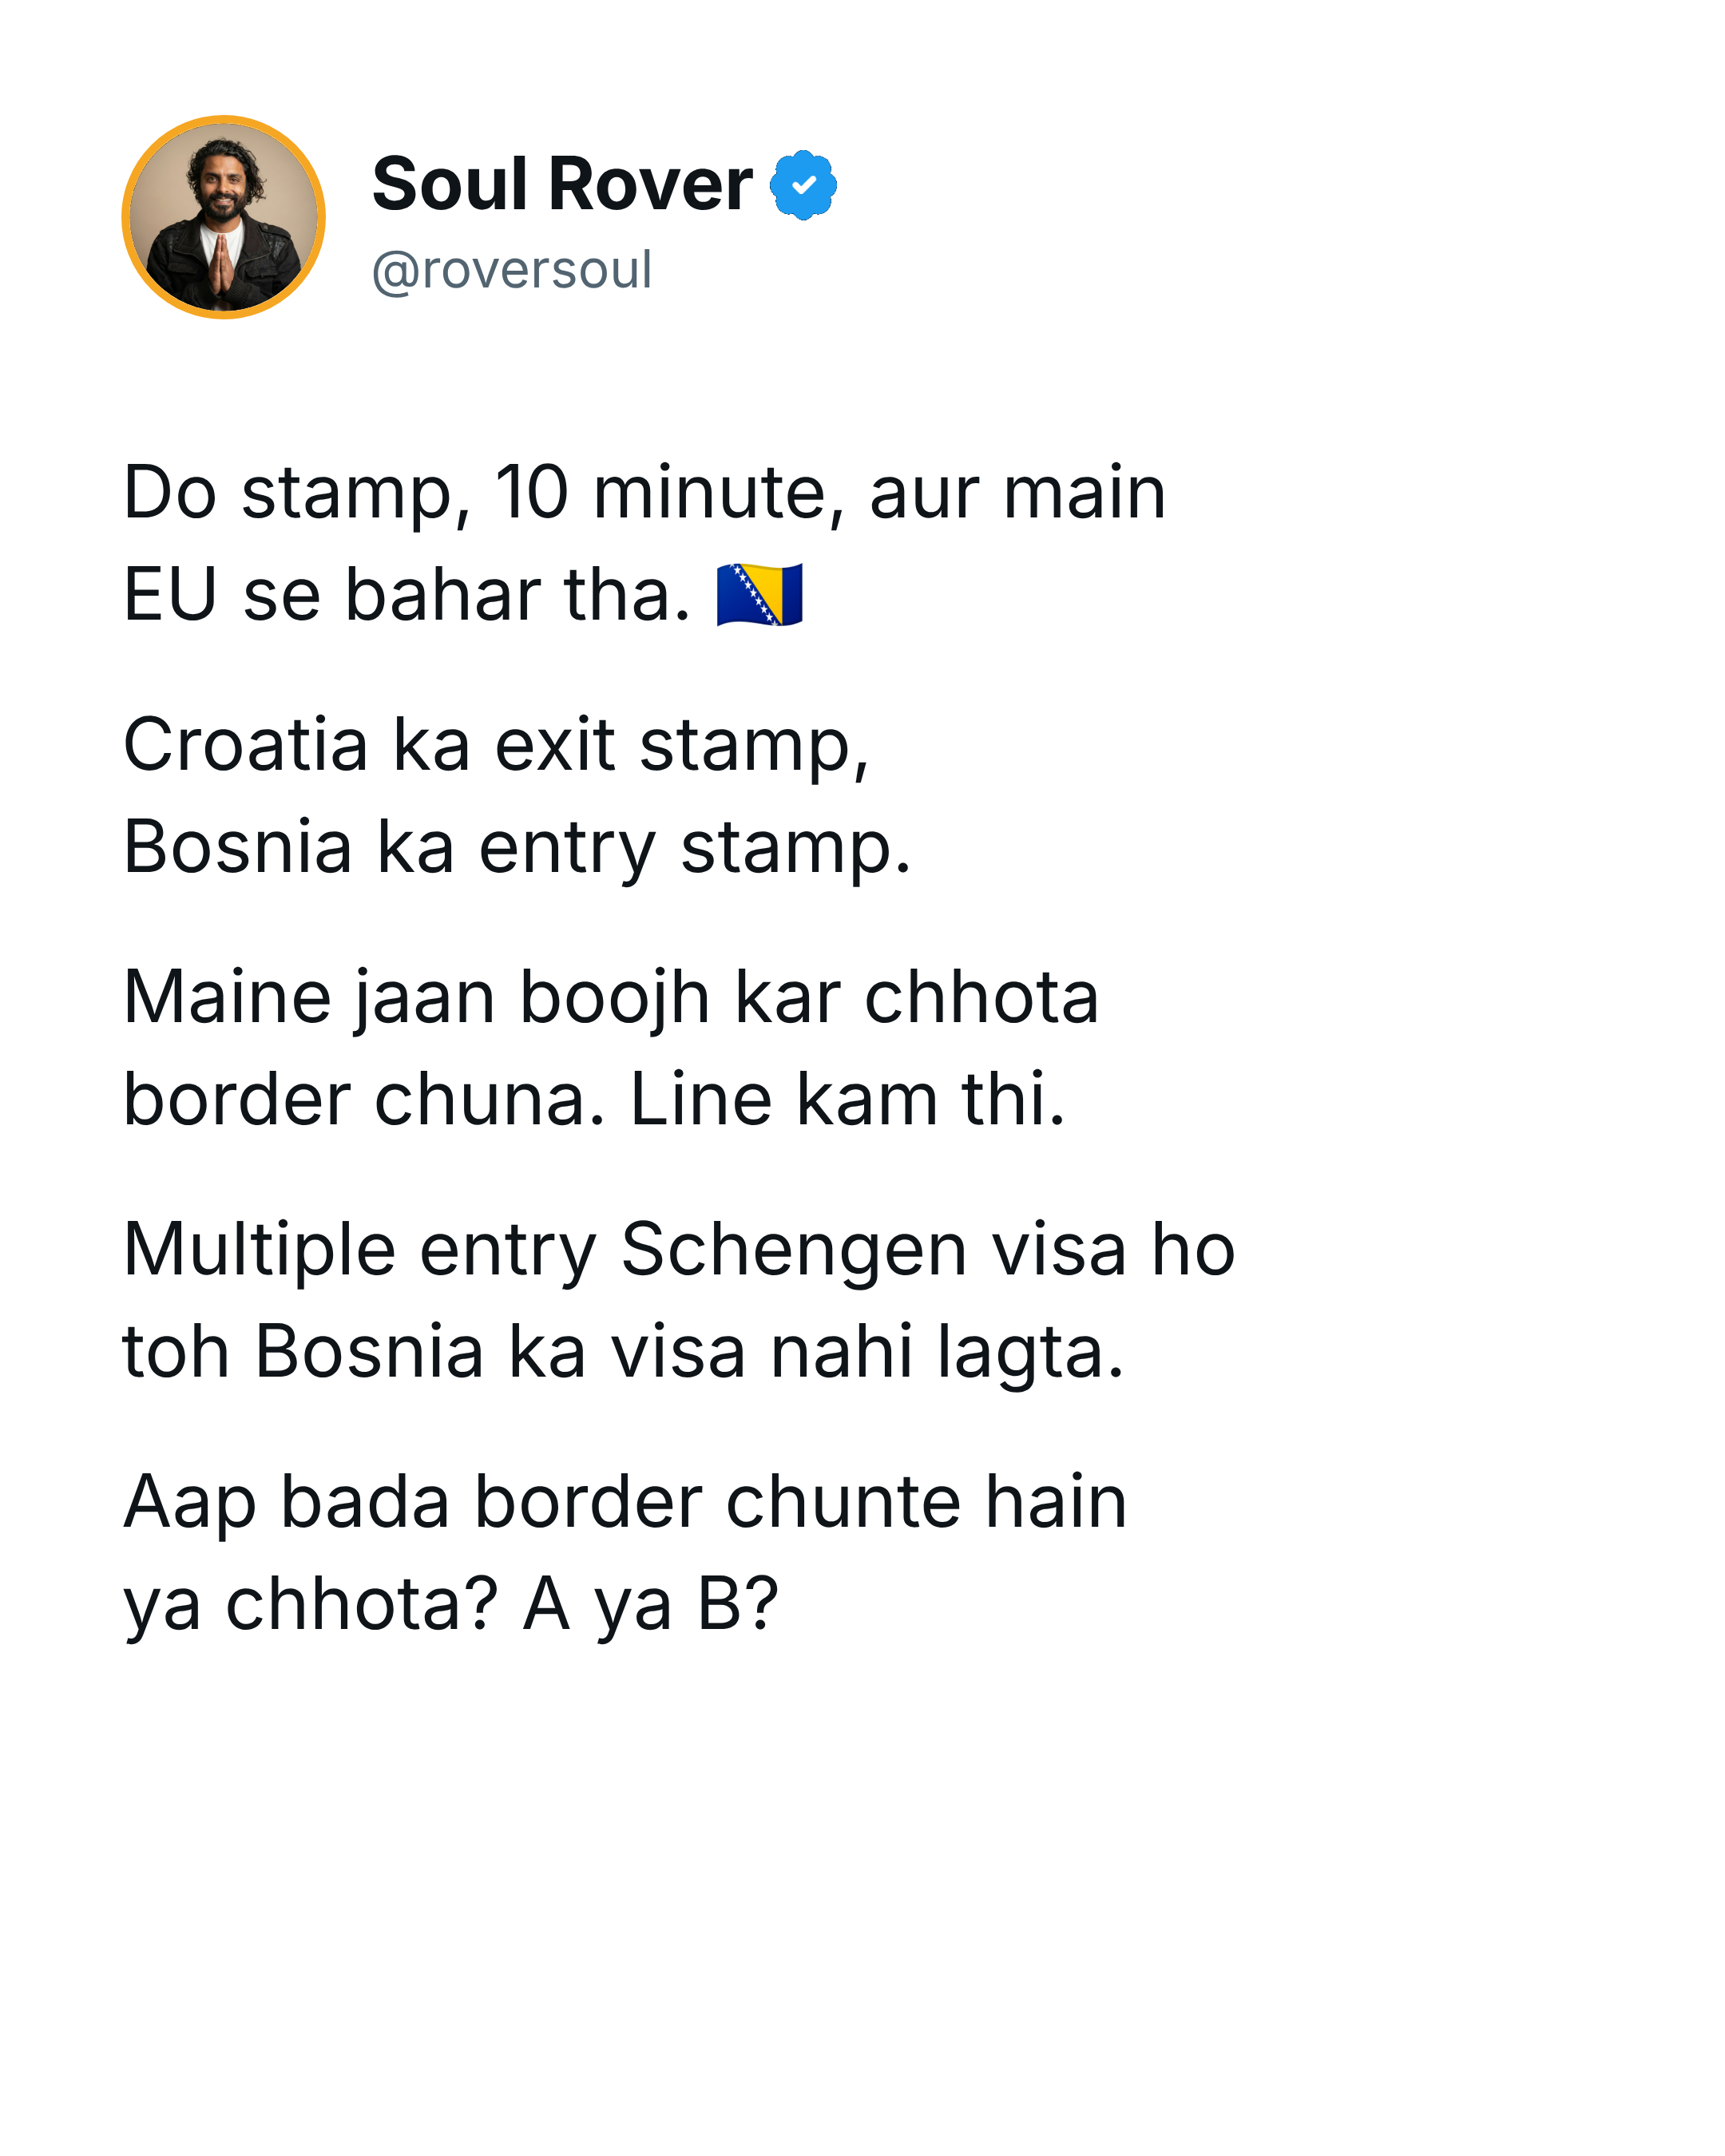 Soul Rover
@roversoul
Do stamp, 10 minute, aur main
EU se bahar tha. 🇧🇦
Croatia ka exit stamp,
Bosnia ka entry stamp.
Maine jaan boojh kar chhota
border chuna. Line kam thi.
Multiple entry Schengen visa ho
toh Bosnia ka visa nahi lagta.
Aap bada border chunte hain
ya chhota? A ya B?